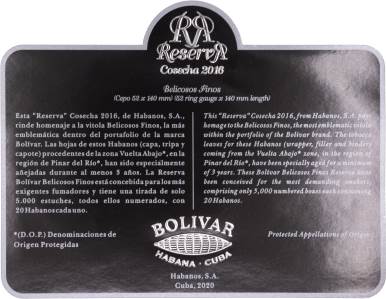 ReservA
Cosecha 2016
Belicosos Finos
(Cepo 52 x 140 mm) (52 ring gauge x 140 mm length)
Esta "Reserva" Cosecha 2016, de Habanos, S.A.,
rinde homenaje a la vitola Belicosos Finos, la más
emblemática dentro del portafolio de la marca
Bolívar. Las hojas de estos Habanos (capa, tripa y
capote) procedentes de la zona Vuelta Abajo*, en la
región de Pinar del Río*, han sido especialmente
añejadas durante al menos 3 años. La Reserva
Bolívar Belicosos Finos está concebida para los más
exigentes fumadores y tiene una tirada de solo
5.000 estuches, todos ellos numerados, con
20 Habanos cada uno.
*(D.O.P.) Denominaciones de
Origen Protegidas
This "Reserva" Cosecha 2016, from Habanos, S.A. pays
homage to the Belicosos Finos, the most emblematic vitola
within the portfolio of the Bolivar brand. The tobacco
leaves for these Habanos (wrapper, filler and binder)
coming from the Vuelta Abajo* zone, in the region of
Pinar del Río*, have been specially aged for a minimum
of 3 years. These Bolivar Belicosos Finos Reserva have
been conceived for the most demanding smokers,
comprising only 5,000 numbered boxes each containing
20 Habanos.
Protected Appellations of Origin
BOLIVAR
HABANA · CUBA
Habanos, S.A.
Cuba, 2020